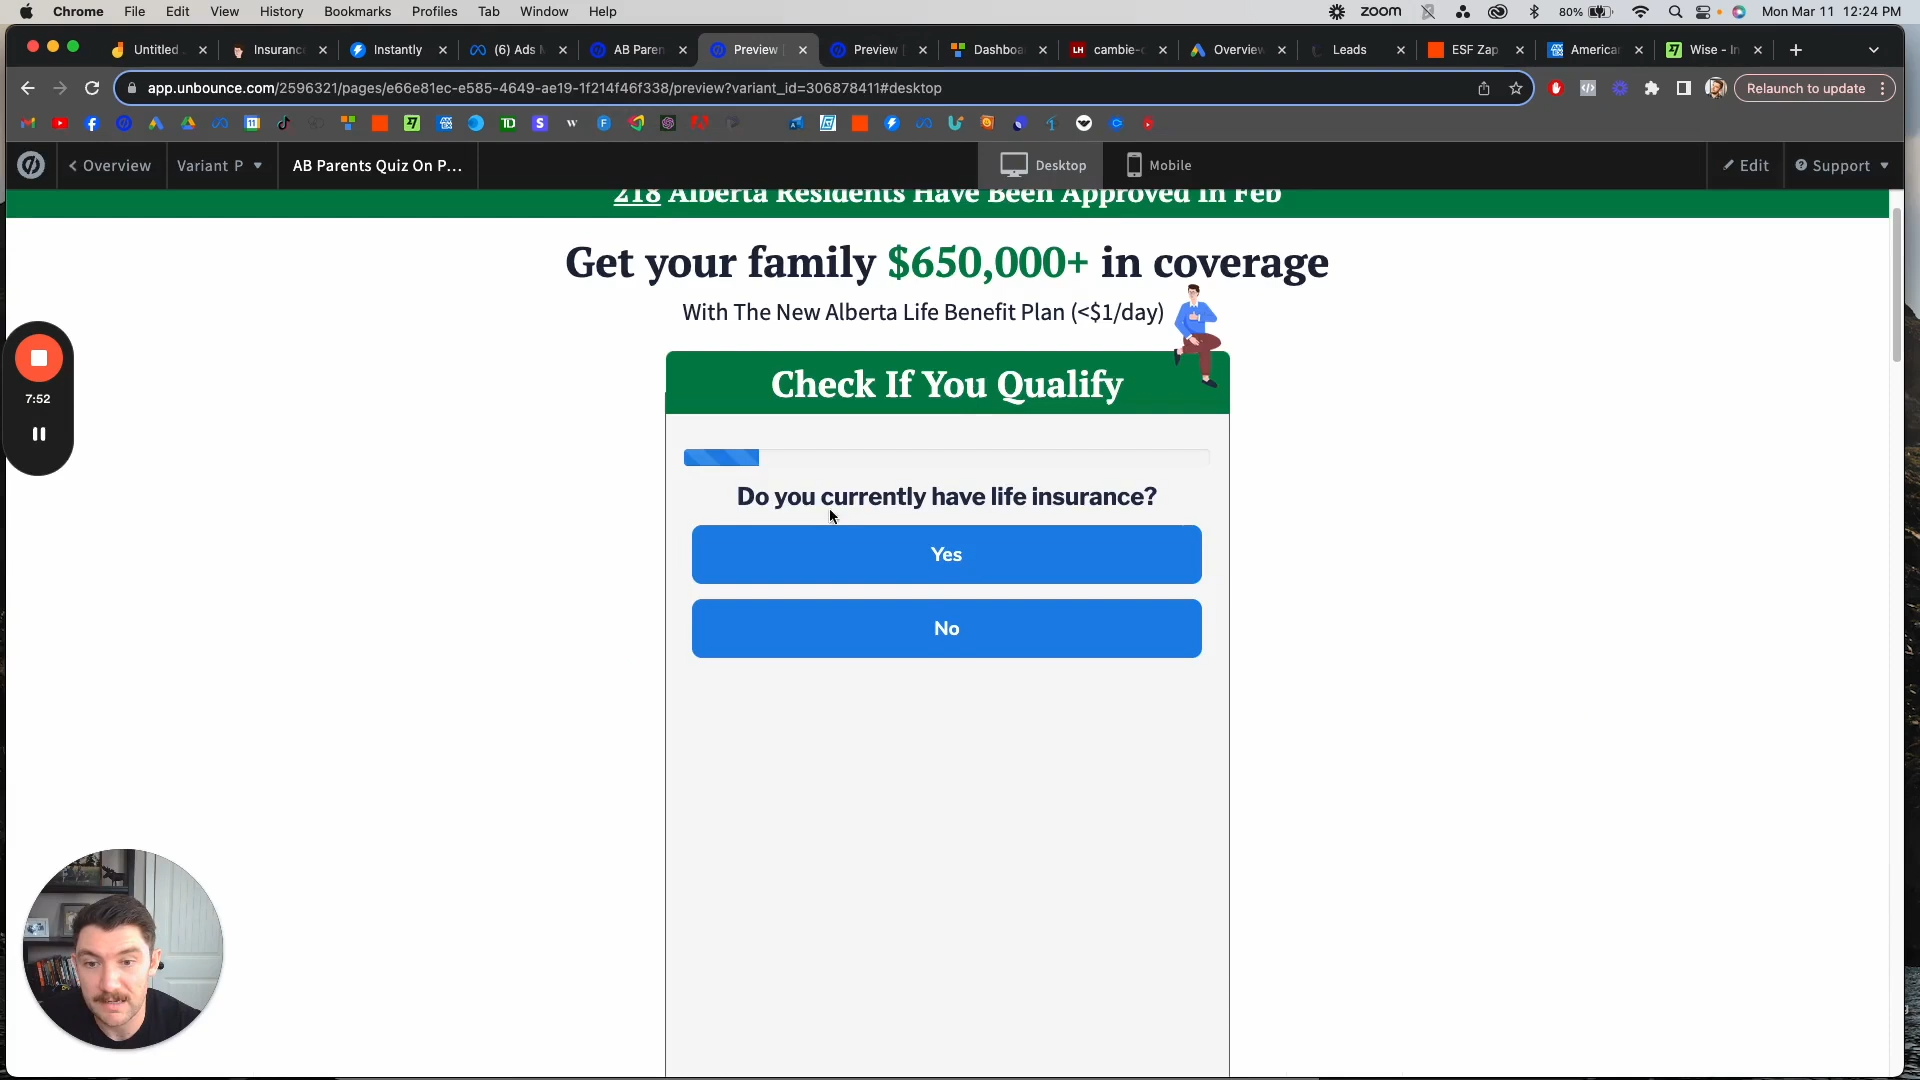 Chrome File Edit View History Bookmarks Profiles Tab Window Help
zoom 80% Mon Mar 11 12:24 PM
Untitled Insurance Instantly (6) Ads M AB Paren Preview Preview Dashboa cambie- Overview Leads ESF Zap America Wise - In
app.unbounce.com/2596321/pages/e66e81ec-e585-4649-ae19-1f214f46f338/preview?variant_id=306878411#desktop
Relaunch to update
Overview Variant P AB Parents Quiz On P... Desktop Mobile Edit Support
218 Alberta Residents Have Been Approved In Feb
Get your family $650,000+ in coverage
With The New Alberta Life Benefit Plan (<$1/day)
Check If You Qualify
7:52
Do you currently have life insurance?
Yes
No